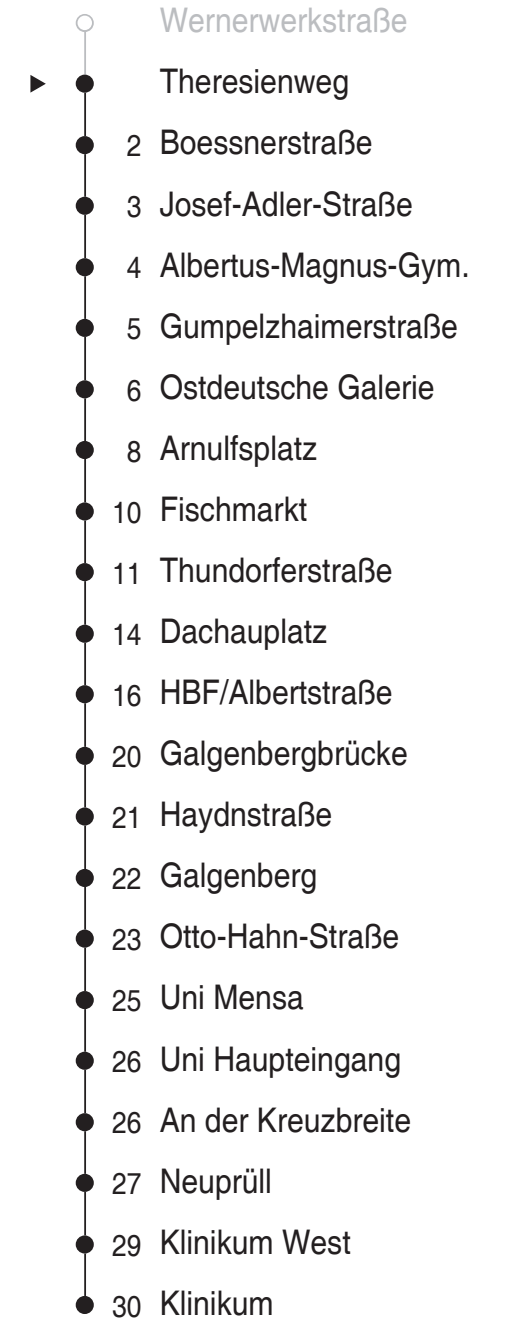 Wernerwerkstraße
Theresienweg
2 Boessnerstraße
3 Josef-Adler-Straße
4 Albertus-Magnus-Gym.
5 Gumpelzhaimerstraße
6 Ostdeutsche Galerie
8 Arnulfsplatz
10 Fischmarkt
11 Thundorferstraße
14 Dachauplatz
16 HBF/Albertstraße
20 Galgenbergbrücke
21 Haydnstraße
22 Galgenberg
23 Otto-Hahn-Straße
25 Uni Mensa
26 Uni Haupteingang
26 An der Kreuzbreite
27 Neuprüll
29 Klinikum West
30 Klinikum